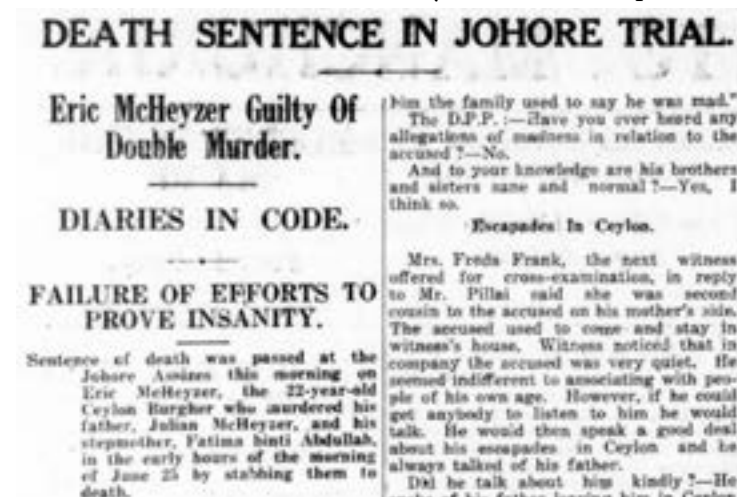 DEATH SENTENCE IN JOHORE TRIAL.
Eric McHeyzer Guilty Of
Double Murder.
DIARIES IN CODE.
FAILURE OF EFFORTS TO
PROVE INSANITY.
Sentence of death was passed at the
Johore Assizes this morning on
Eric McHeyzer, the 22-year-old
Ceylon Burgher who murdered his
father, Julian McHeyzer, and his
stepmother, Fatima binti Abdullah,
in the early hours of the morning
of June 25 by stabbing them to
death.
him the family used to say he was mad."
The D.P.P. :—Have you ever heard any
allegations of madness in relation to the
accused ?—No.
And to your knowledge are his brothers
and sisters sane and normal ?—Yes, I
think so.
Escapades In Ceylon.
Mrs. Freda Frank, the next witness
offered for cross-examination, in reply
to Mr. Pillai said she was second
cousin to the accused on his mother's side.
The accused used to come and stay in
witness's house. Witness noticed that in
company the accused was very quiet. He
seemed indifferent to associating with peo-
ple of his own age. However, if he could
get anybody to listen to him he would
talk. He would then speak a good deal
about his escapades in Ceylon and he
always talked of his father.
Did he talk about him kindly ?—He
of his father leaving him in Ceylon